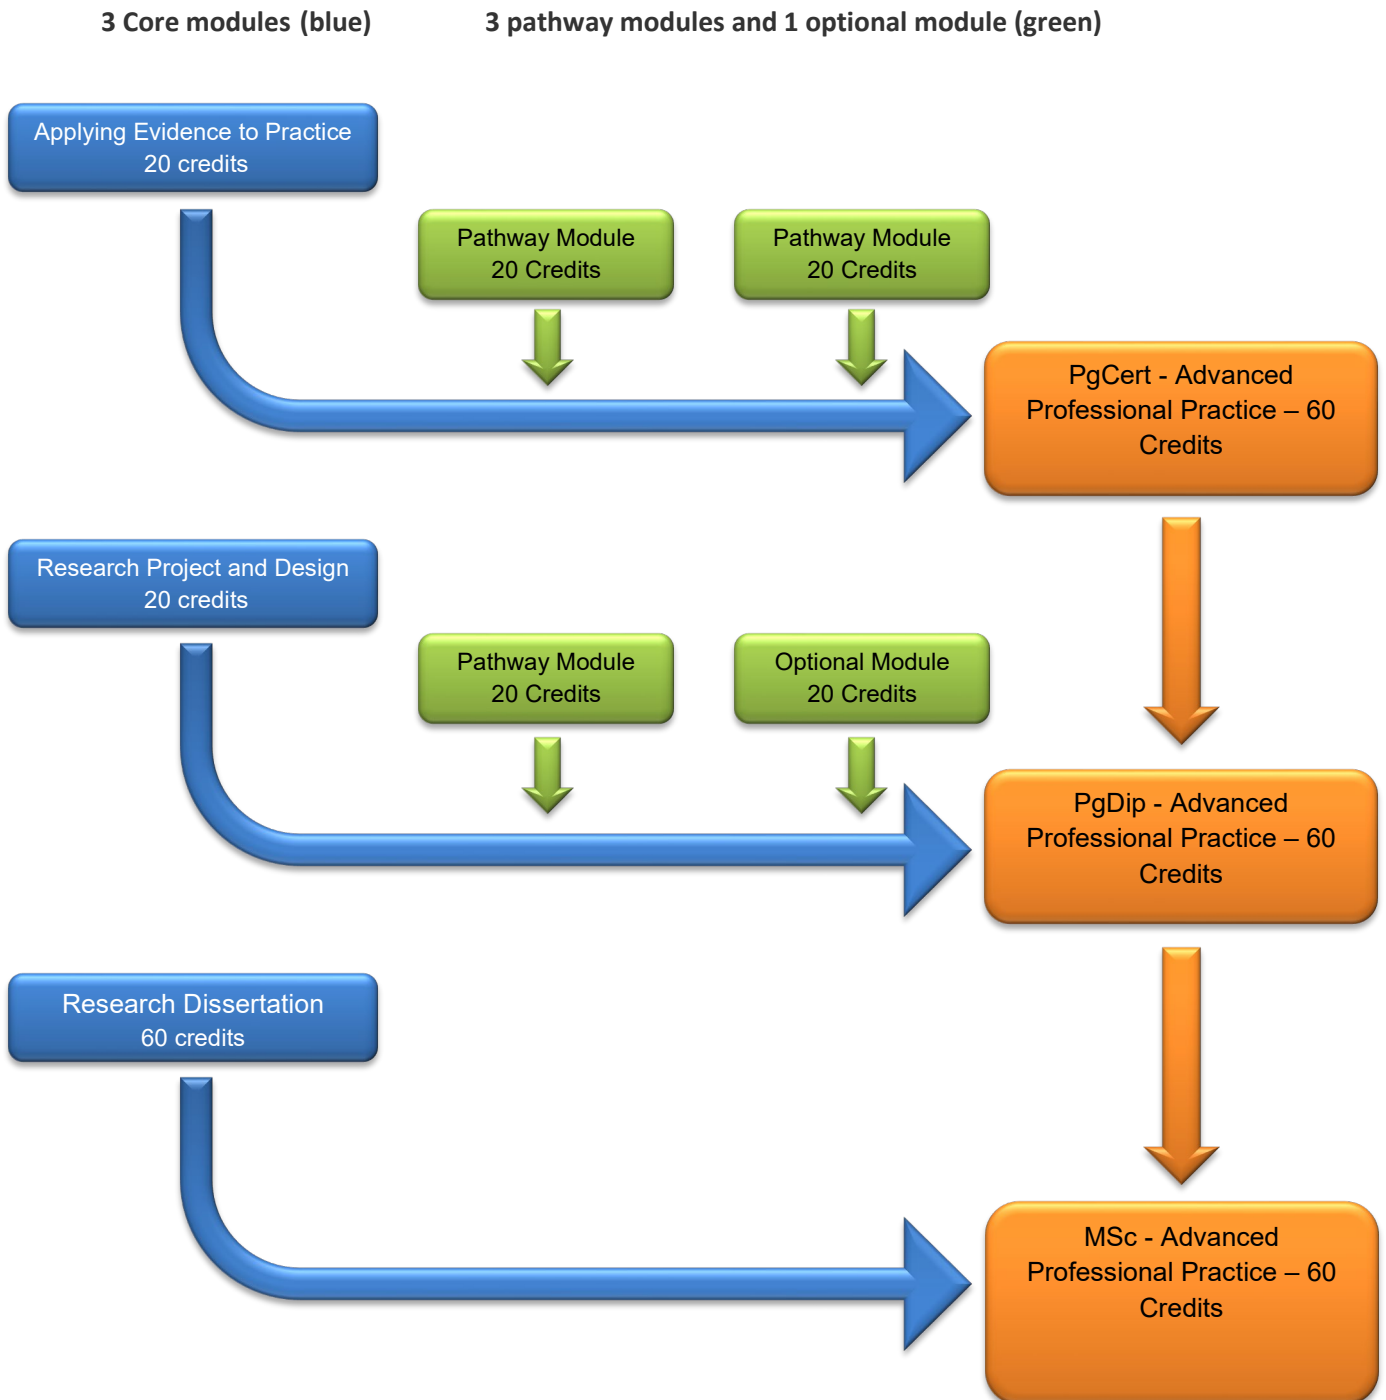 3 Core modules (blue)
3 pathway modules and 1 optional module (green)
Applying Evidence to Practice
20 credits
Pathway Module
20 Credits
Pathway Module
20 Credits
PgCert - Advanced
Professional Practice – 60
Credits
Research Project and Design
20 credits
Pathway Module
20 Credits
Optional Module
20 Credits
PgDip - Advanced
Professional Practice – 60
Credits
Research Dissertation
60 credits
MSc - Advanced
Professional Practice – 60
Credits